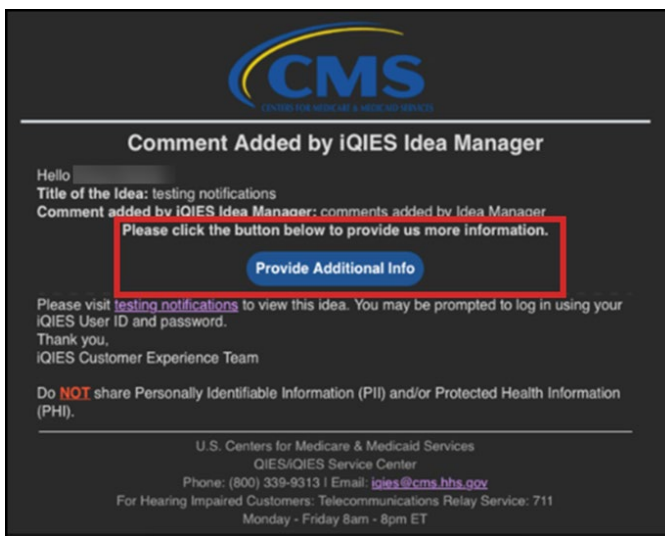 CMS
CENTERS FOR MEDICARE & MEDICAID SERVICES
Comment Added by iQIES Idea Manager
Hello
Title of the Idea: testing notifications
Comment added by iQIES Idea Manager: comments added by Idea Manager
Please click the button below to provide us more information.
Provide Additional Info
Please visit testing notifications to view this idea. You may be prompted to log in using your
iQIES User ID and password.
Thank you,
iQIES Customer Experience Team
Do NOT share Personally Identifiable Information (PII) and/or Protected Health Information
(PHI).
U.S. Centers for Medicare & Medicaid Services
QIES/iQIES Service Center
Phone: (800) 339-9313 | Email: iqies@cms.hhs.gov
For Hearing Impaired Customers: Telecommunications Relay Service: 711
Monday - Friday 8am - 8pm ET